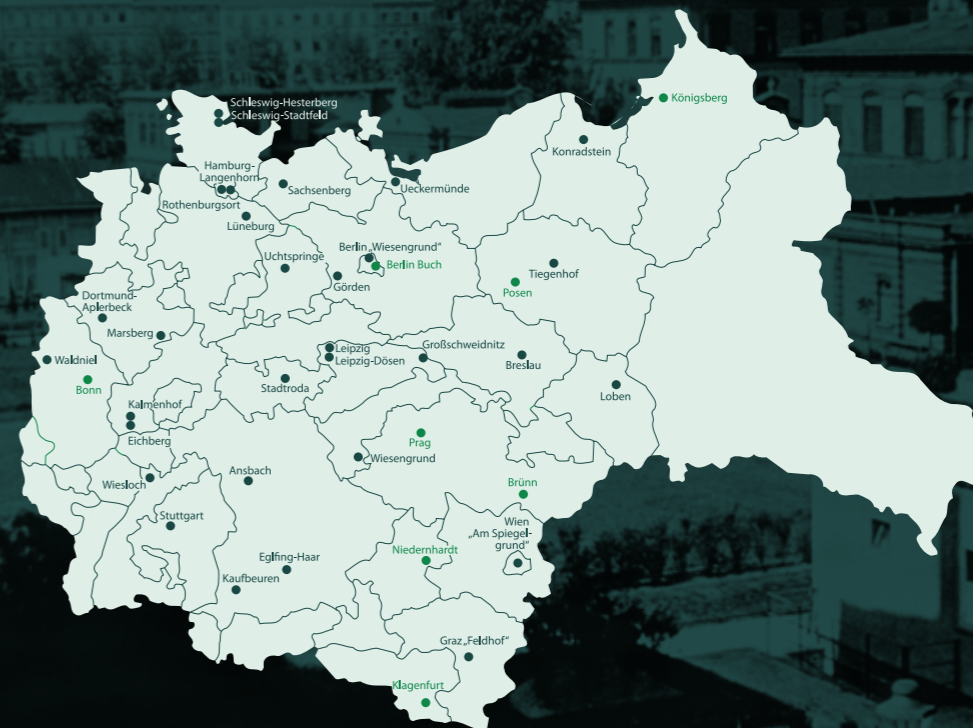 Königsberg
Schleswig-Hesterberg
Schleswig-Stadtfeld
Konradstein
Hamburg-
Langenhorn
Sachsenberg
Ueckermünde
Rothenburgsort
Lüneburg
Berlin „Wiesengrund“
Uchtspringe
Berlin Buch
Tiegenhof
Görden
Posen
Dortmund-
Aplerbeck
Marsberg
Großschweidnitz
Leipzig
Waldniel
Leipzig-Dösen
Breslau
Bonn
Stadtroda
Loben
Kalmenhof
Eichberg
Prag
Wiesengrund
Ansbach
Wiesloch
Brünn
Stuttgart
Wien
„Am Spiegel-
grund“
Niedernhardt
Eglfing-Haar
Kaufbeuren
Graz „Feldhof“
Klagenfurt